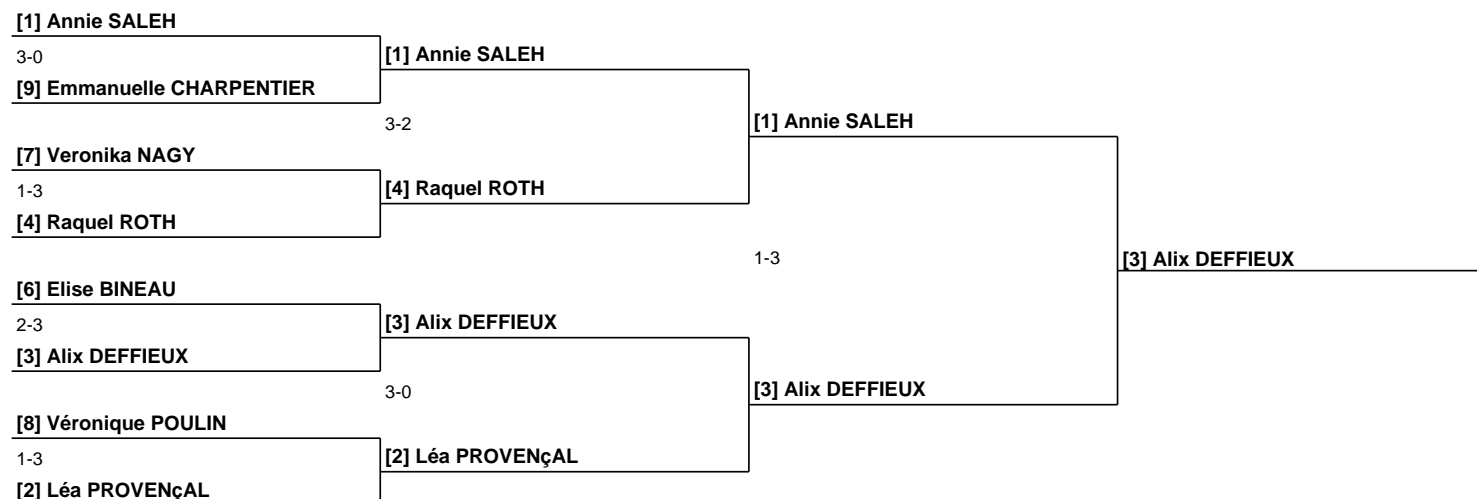 [1] Annie SALEH
3-0
[1] Annie SALEH
[9] Emmanuelle CHARPENTIER
3-2
[1] Annie SALEH
[7] Veronika NAGY
1-3
[4] Raquel ROTH
[4] Raquel ROTH
1-3
[3] Alix DEFFIEUX
[6] Elise BINEAU
2-3
[3] Alix DEFFIEUX
[3] Alix DEFFIEUX
3-0
[3] Alix DEFFIEUX
[8] Véronique POULIN
1-3
[2] Léa PROVENçAL
[2] Léa PROVENçAL